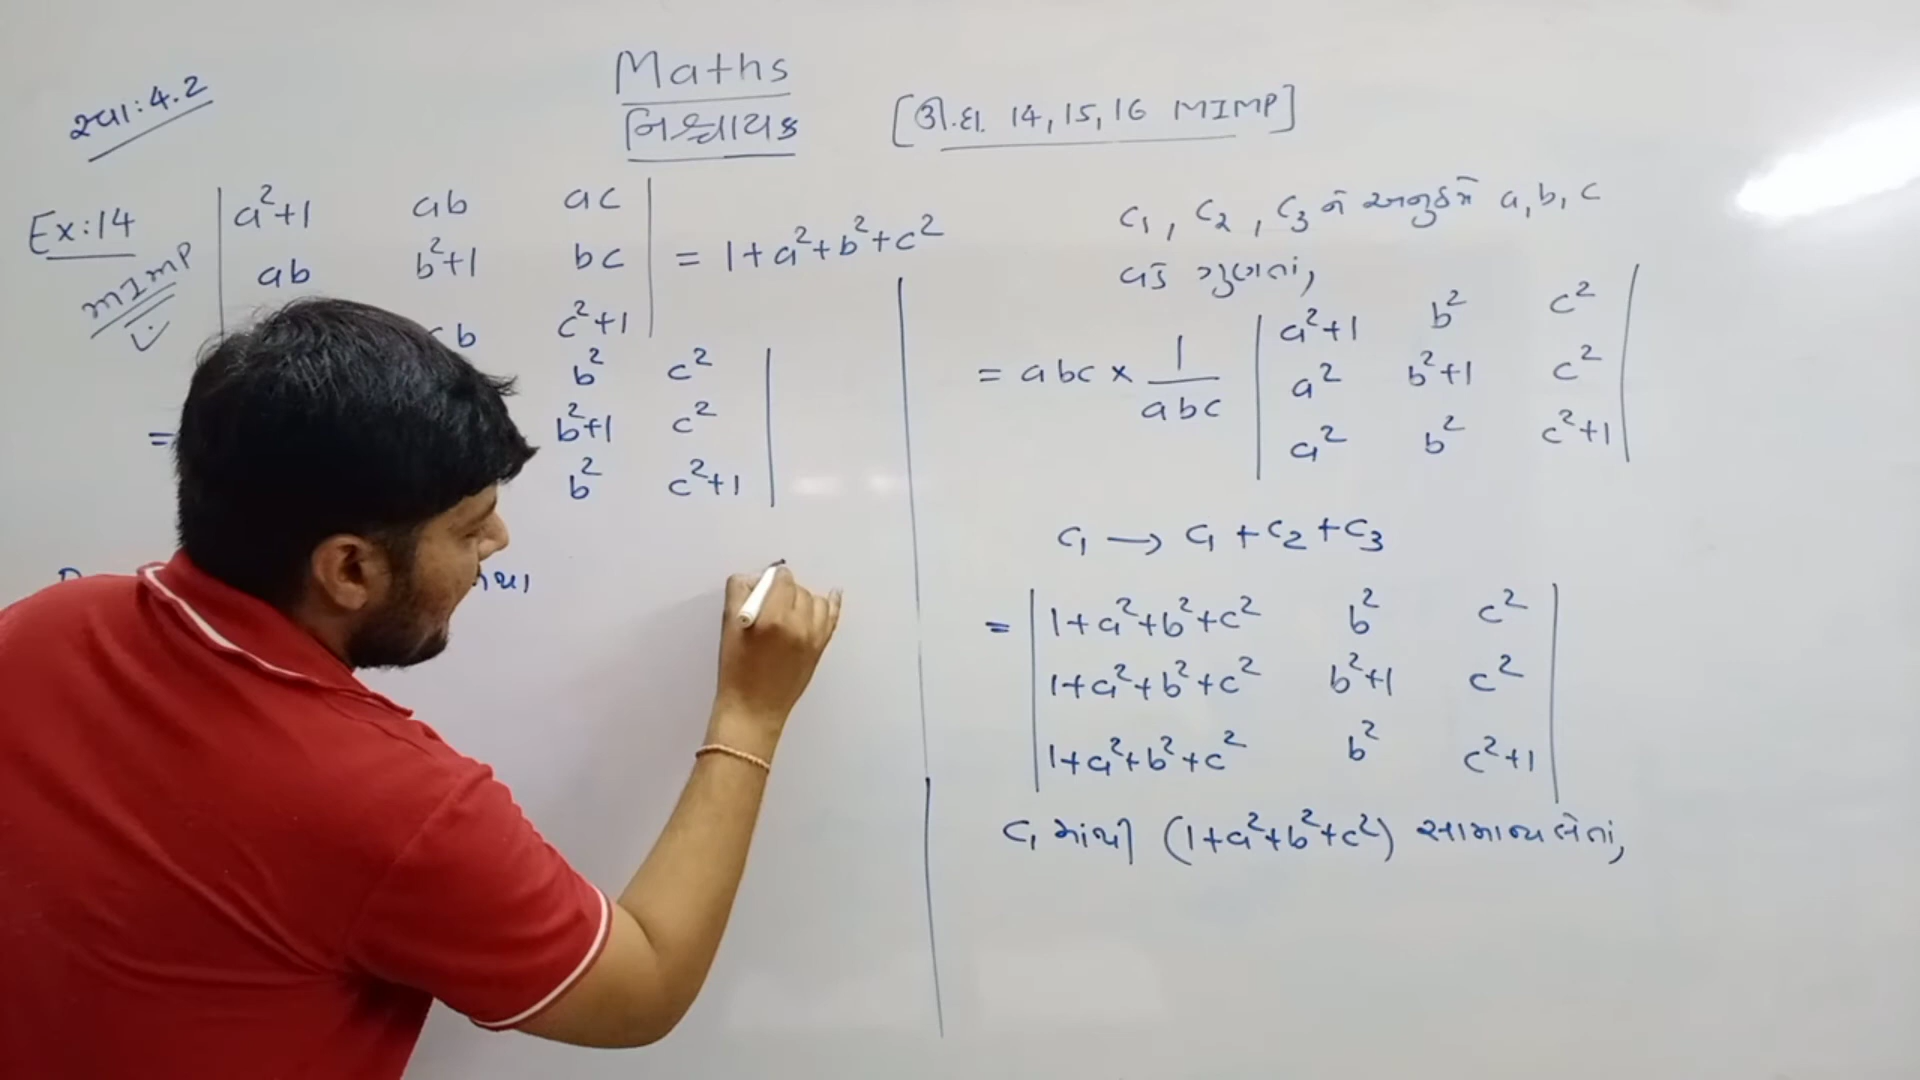 સ્વા: 4.2
Maths
નિશ્ચાયક
[ઊ.દા. 14, 15, 16 MIMP]
Ex:14
MIMP
a²+1 ab ac
ab b²+1 bc
b c²+1
= 1+a²+b²+c²
= b² c²
b²+1 c²
b² c²+1
C₁, C₂, C₃ ને અનુક્રમે a, b, c
વડે ગુણતાં,
= abc × 1/abc | a²+1 b² c² |
| a² b²+1 c² |
| a² b² c²+1 |
C₁ → C₁ + C₂ + C₃
= | 1+a²+b²+c² b² c² |
| 1+a²+b²+c² b²+1 c² |
| 1+a²+b²+c² b² c²+1 |
C₁ માંથી (1+a²+b²+c²) સામાન્ય લેતાં,